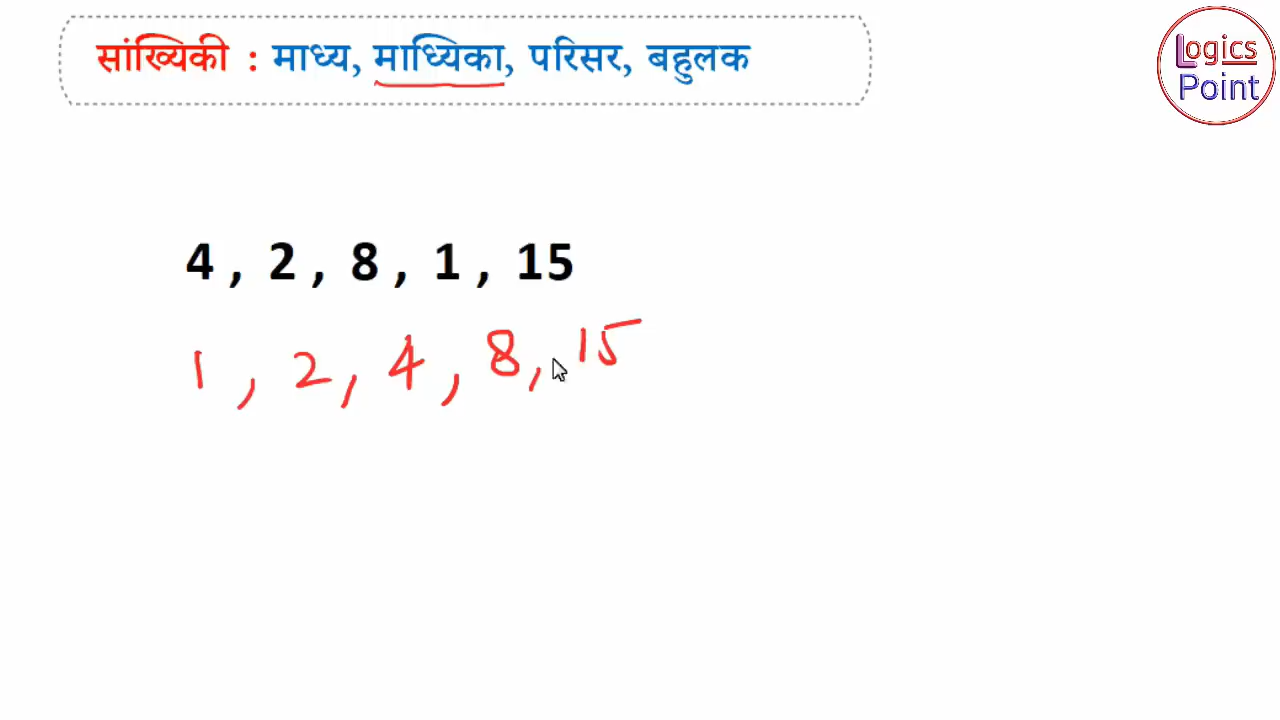 सांख्यिकी : माध्य, माध्यिका, परिसर, बहुलक
Logics
Point
4 , 2 , 8 , 1 , 15
1 , 2 , 4 , 8 , 15